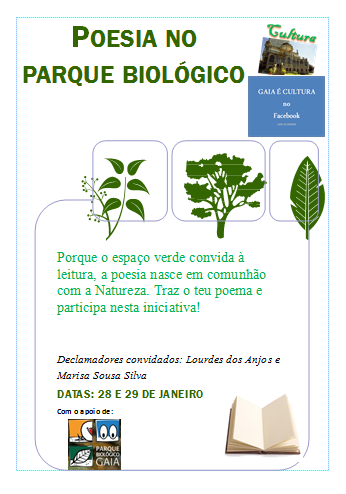 POESIA NO
PARQUE BIOLÓGICO
Cultura
GAIA É CULTURA
no
Facebook
Porque o espaço verde convida à
leitura, a poesia nasce em comunhão
com a Natureza. Traz o teu poema e
participa nesta iniciativa!
Declamadores convidados: Lourdes dos Anjos e
Marisa Sousa Silva
DATAS: 28 E 29 DE JANEIRO
Com o apoio de:
PARQUE
BIOLÓGICO
GAIA